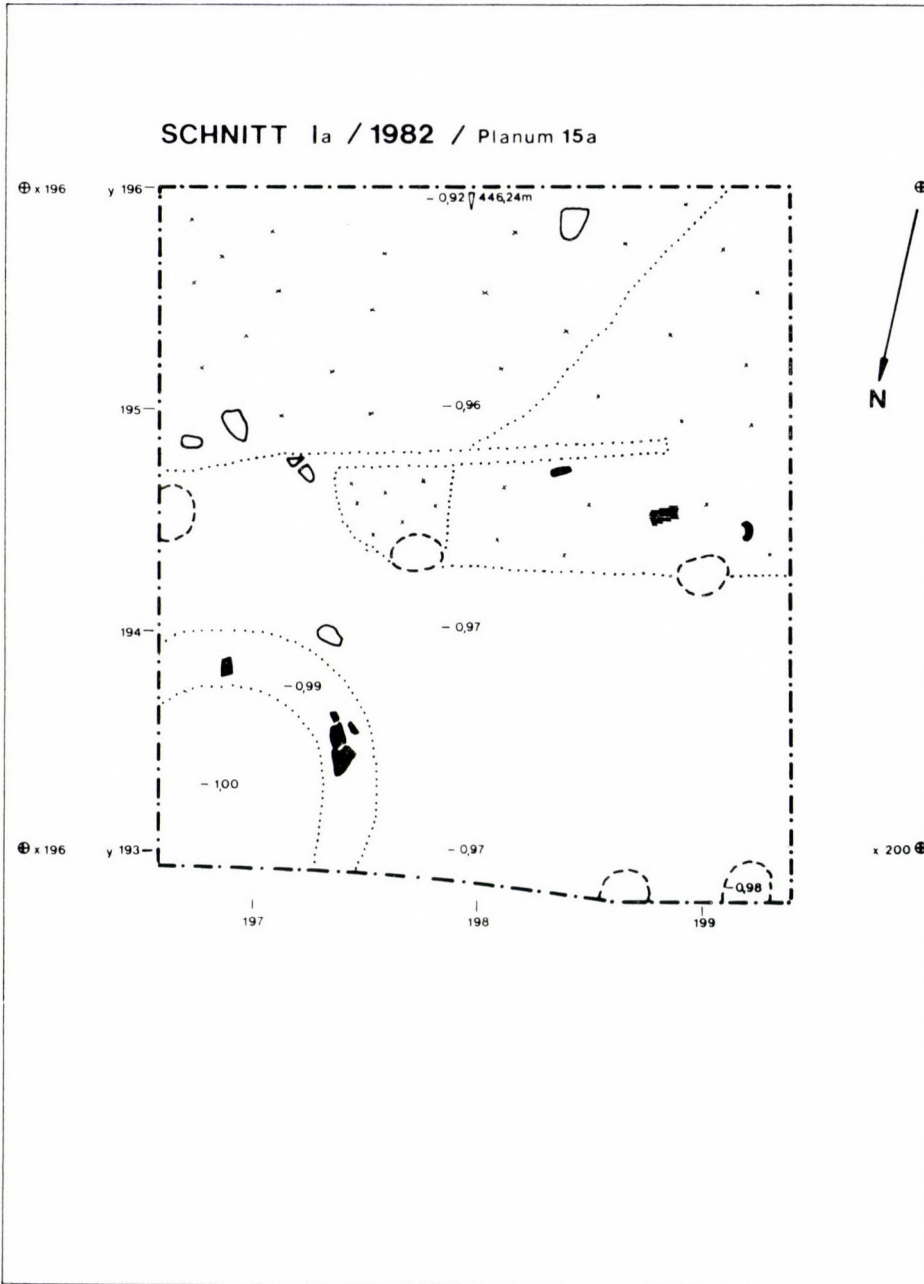 SCHNITT Ia / 1982 / Planum 15a
x 196
y 196
- 0,92 446,24m
N
195
- 0,96
194
- 0,97
- 0,99
- 1,00
x 196
y 193
- 0,97
- 0,98
x 200
197
198
199